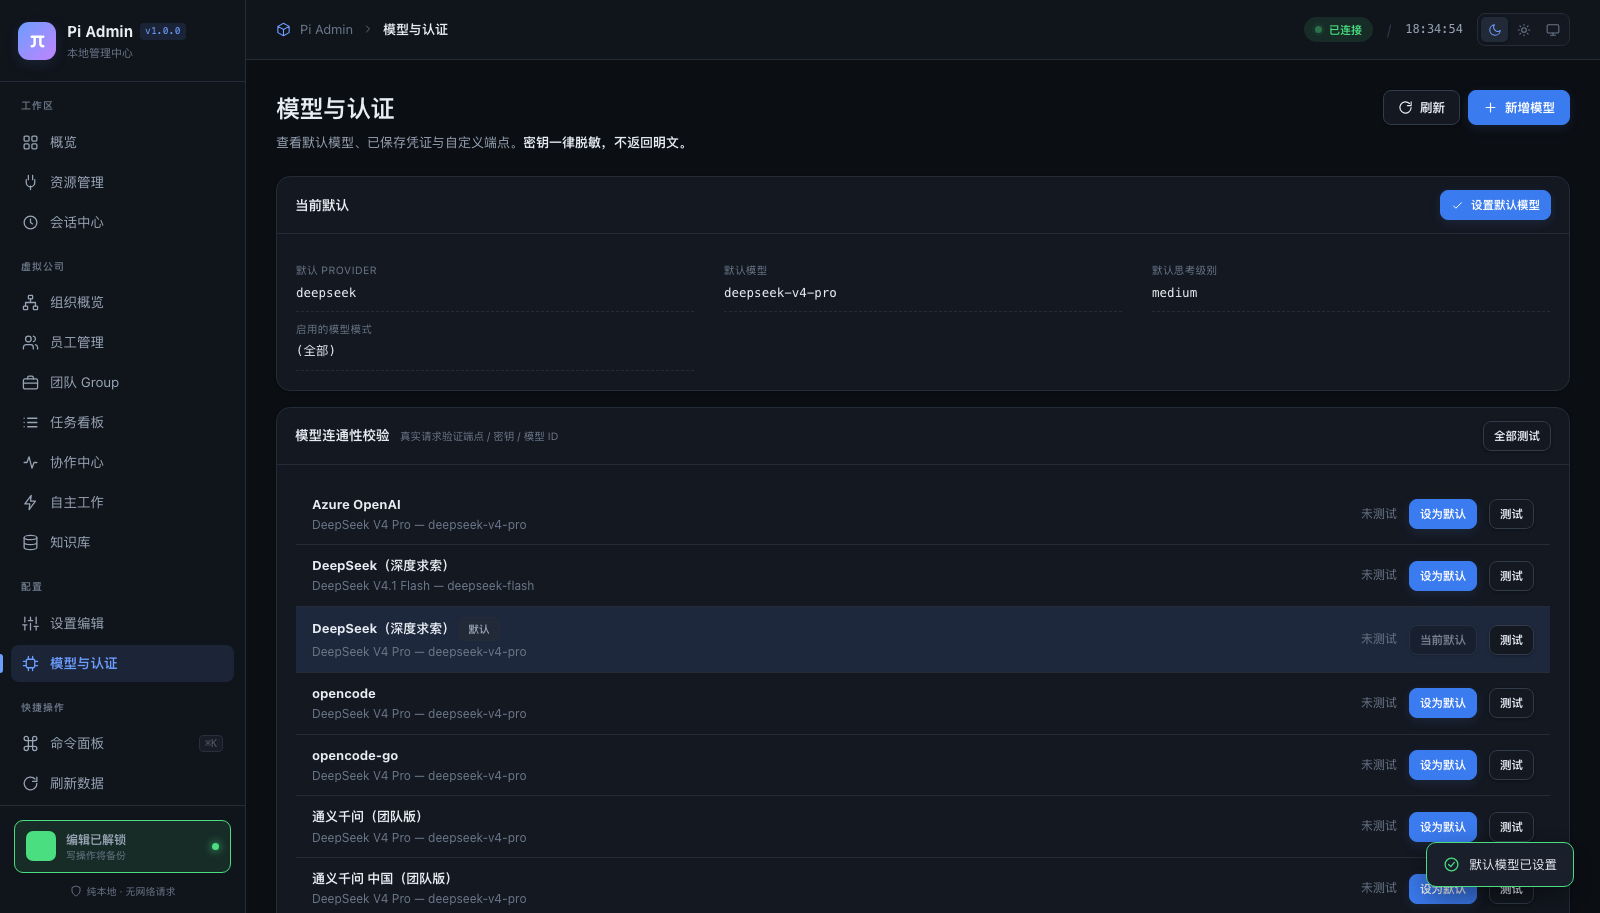 π
Pi Admin v1.0.0
本地管理中心
工作区
概览
资源管理
会话中心
虚拟公司
组织概览
员工管理
团队 Group
任务看板
协作中心
自主工作
知识库
配置
设置编辑
模型与认证
快捷操作
命令面板 ⌘K
刷新数据
编辑已解锁
写操作将备份
纯本地 · 无网络请求
Pi Admin > 模型与认证
已连接 / 18:34:54
模型与认证
刷新
新增模型
查看默认模型、已保存凭证与自定义端点。密钥一律脱敏，不返回明文。
当前默认
设置默认模型
默认 PROVIDER
deepseek
默认模型
deepseek-v4-pro
默认思考级别
medium
启用的模型模式
(全部)
模型连通性校验 真实请求验证端点 / 密钥 / 模型 ID
全部测试
Azure OpenAI
DeepSeek V4 Pro — deepseek-v4-pro
未测试 设为默认 测试
DeepSeek（深度求索）
DeepSeek V4.1 Flash — deepseek-flash
未测试 设为默认 测试
DeepSeek（深度求索） 默认
DeepSeek V4 Pro — deepseek-v4-pro
未测试 当前默认 测试
opencode
DeepSeek V4 Pro — deepseek-v4-pro
未测试 设为默认 测试
opencode-go
DeepSeek V4 Pro — deepseek-v4-pro
未测试 设为默认 测试
通义千问（团队版）
DeepSeek V4 Pro — deepseek-v4-pro
未测试 设为默认 测试
通义千问 中国（团队版）
DeepSeek V4 Pro — deepseek-v4-pro
未测试 设为默认 测试
默认模型已设置